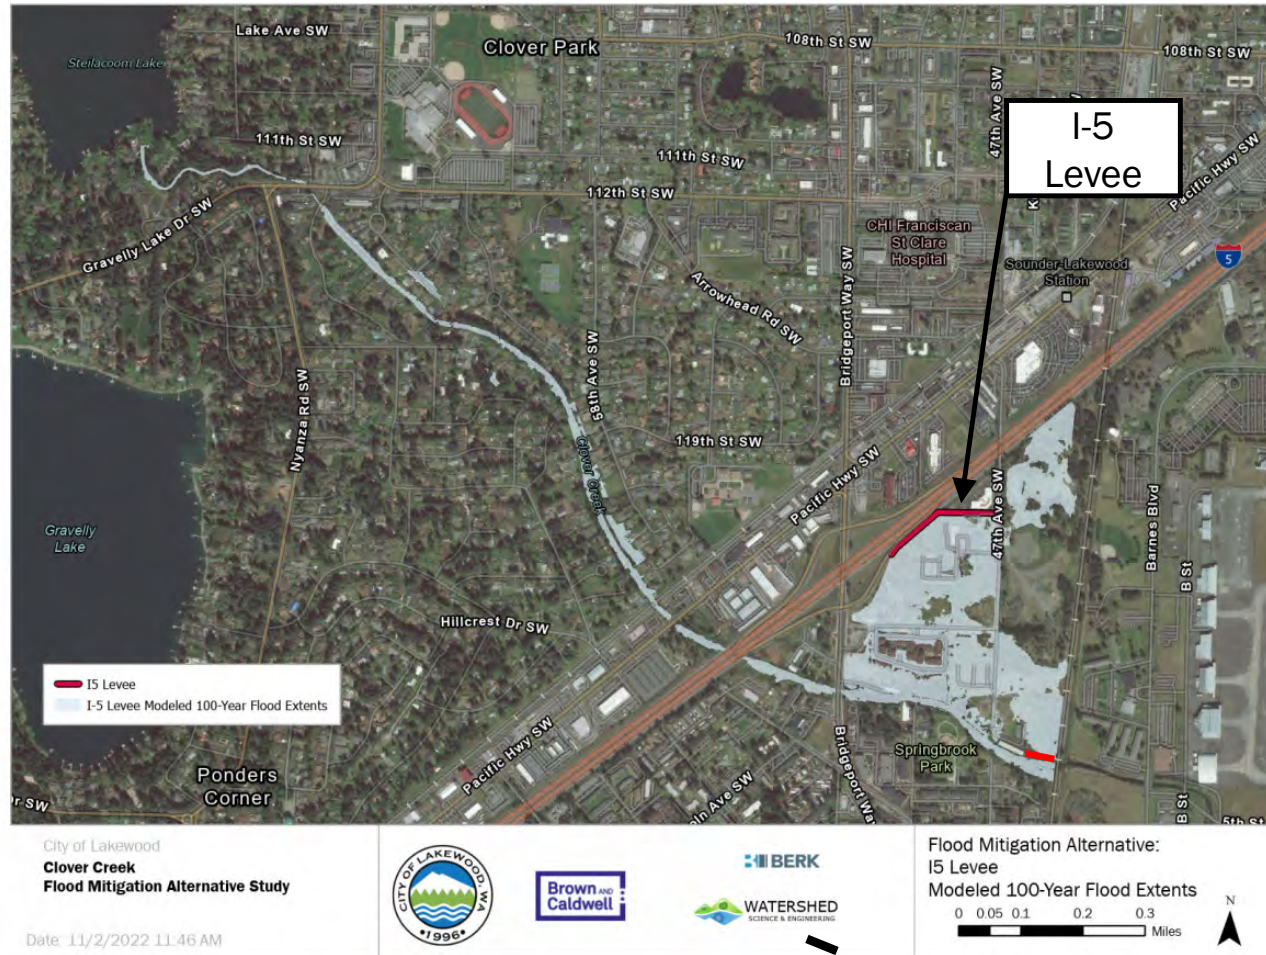 Lake Ave SW
Steilacoom Lake
Clover Park
108th St SW
108th St SW
I-5
Levee
47th Ave SW
111th St SW
111th St SW
112th St SW
Pacific Hwy SW
Gravelly Lake Dr SW
CHI Franciscan
St Clare
Hospital
5
Sounder-Lakewood
Station
Arrowhead Rd SW
Bridgeport Way SW
58th Ave SW
Nyanza Rd SW
Clover Creek
119th St SW
Pacific Hwy SW
47th Ave SW
Barnes Blvd
B St
Gravelly
Lake
Hillcrest Dr SW
I5 Levee
I-5 Levee Modeled 100-Year Flood Extents
Pacific Hwy SW
Bridgeport Way
Springbrook
Park
Ponders
Corner
B St
5th St
City of Lakewood
Clover Creek
Flood Mitigation Alternative Study
Date: 11/2/2022 11:46 AM
CITY OF LAKEWOOD, WA
1996
Brown AND
Caldwell
BERK
WATERSHED
SCIENCE & ENGINEERING
Flood Mitigation Alternative:
I5 Levee
Modeled 100-Year Flood Extents
0 0.05 0.1 0.2 0.3
Miles
N